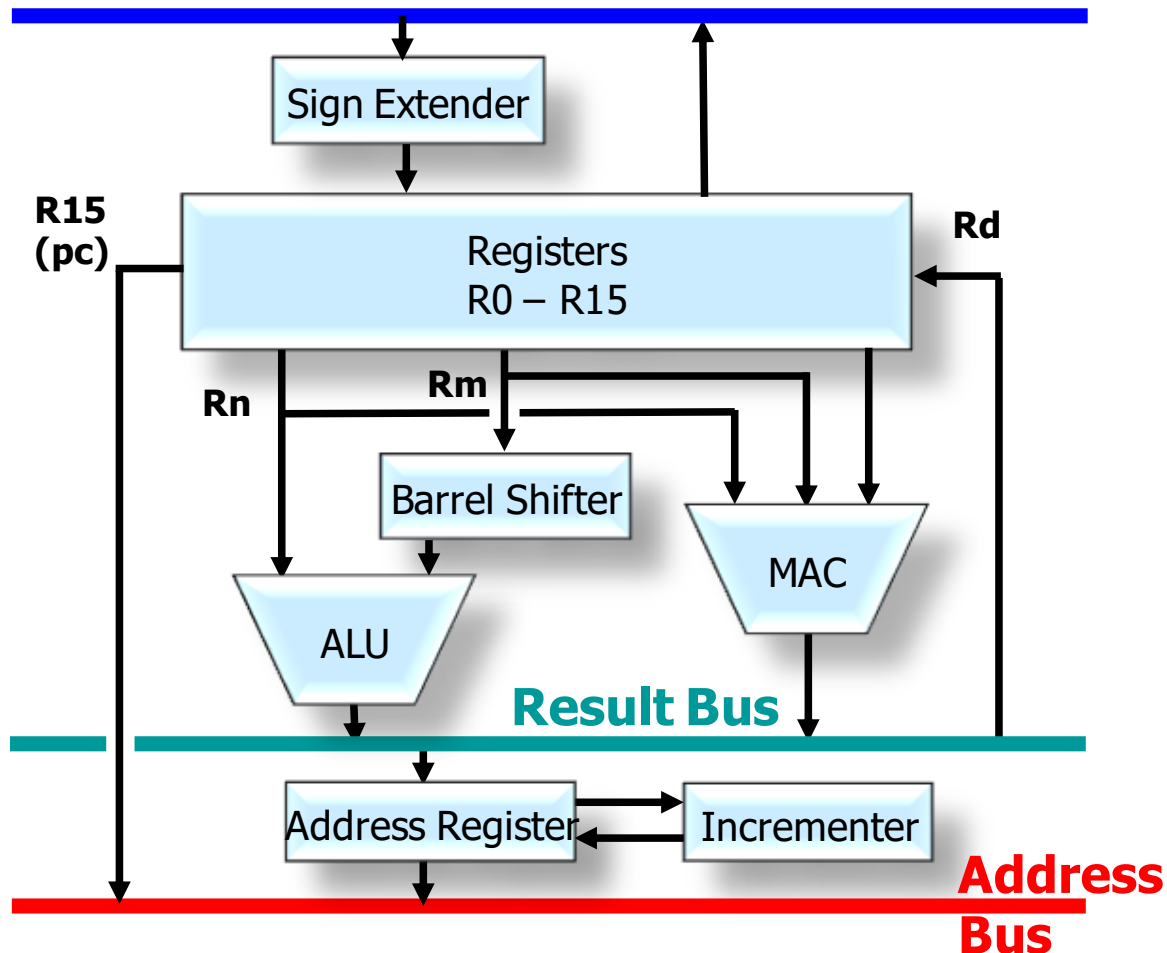 Sign Extender
R15
(pc)
Registers
R0 – R15
Rd
Rn
Rm
Barrel Shifter
MAC
ALU
Result Bus
Address Register
Incrementer
Address
Bus